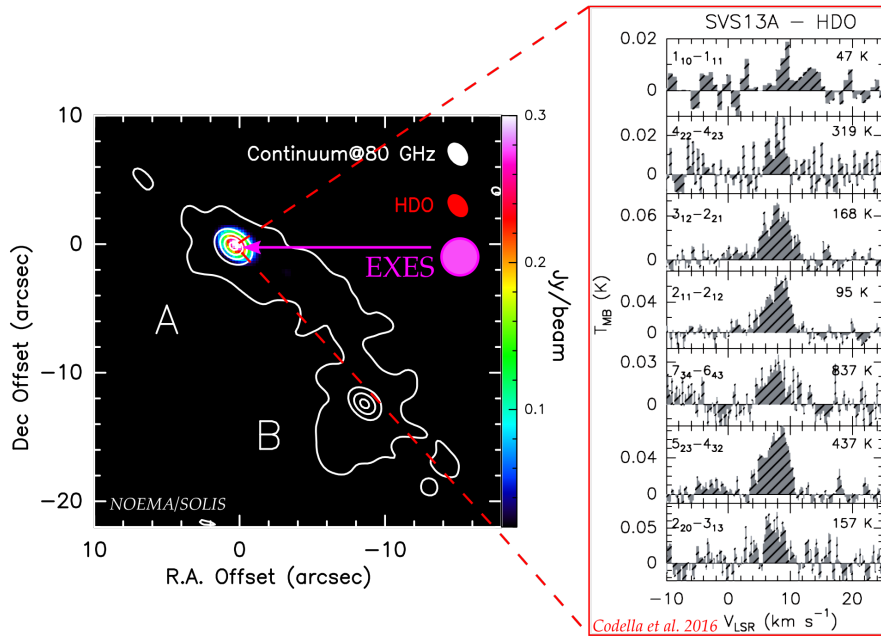 SVS13A − HDO
Continuum@80 GHz
HDO
EXES
A
B
NOEMA/SOLIS
10
0
−10
−20
Dec Offset (arcsec)
10
0
−10
R.A. Offset (arcsec)
0.3
0.2
0.1
Jy/beam
0.02
0
1₁₀−1₁₁
47 K
0.02
0
4₂₂−4₂₃
319 K
0.06
0
3₁₂−2₂₁
168 K
0.04
0
2₁₁−2₁₂
95 K
0.03
0
7₃₄−6₄₃
837 K
0.04
0
5₂₃−4₃₂
437 K
0.05
0
2₂₀−3₁₃
157 K
T_MB (K)
−10
0
10
20
V_LSR (km s⁻¹)
Codella et al. 2016